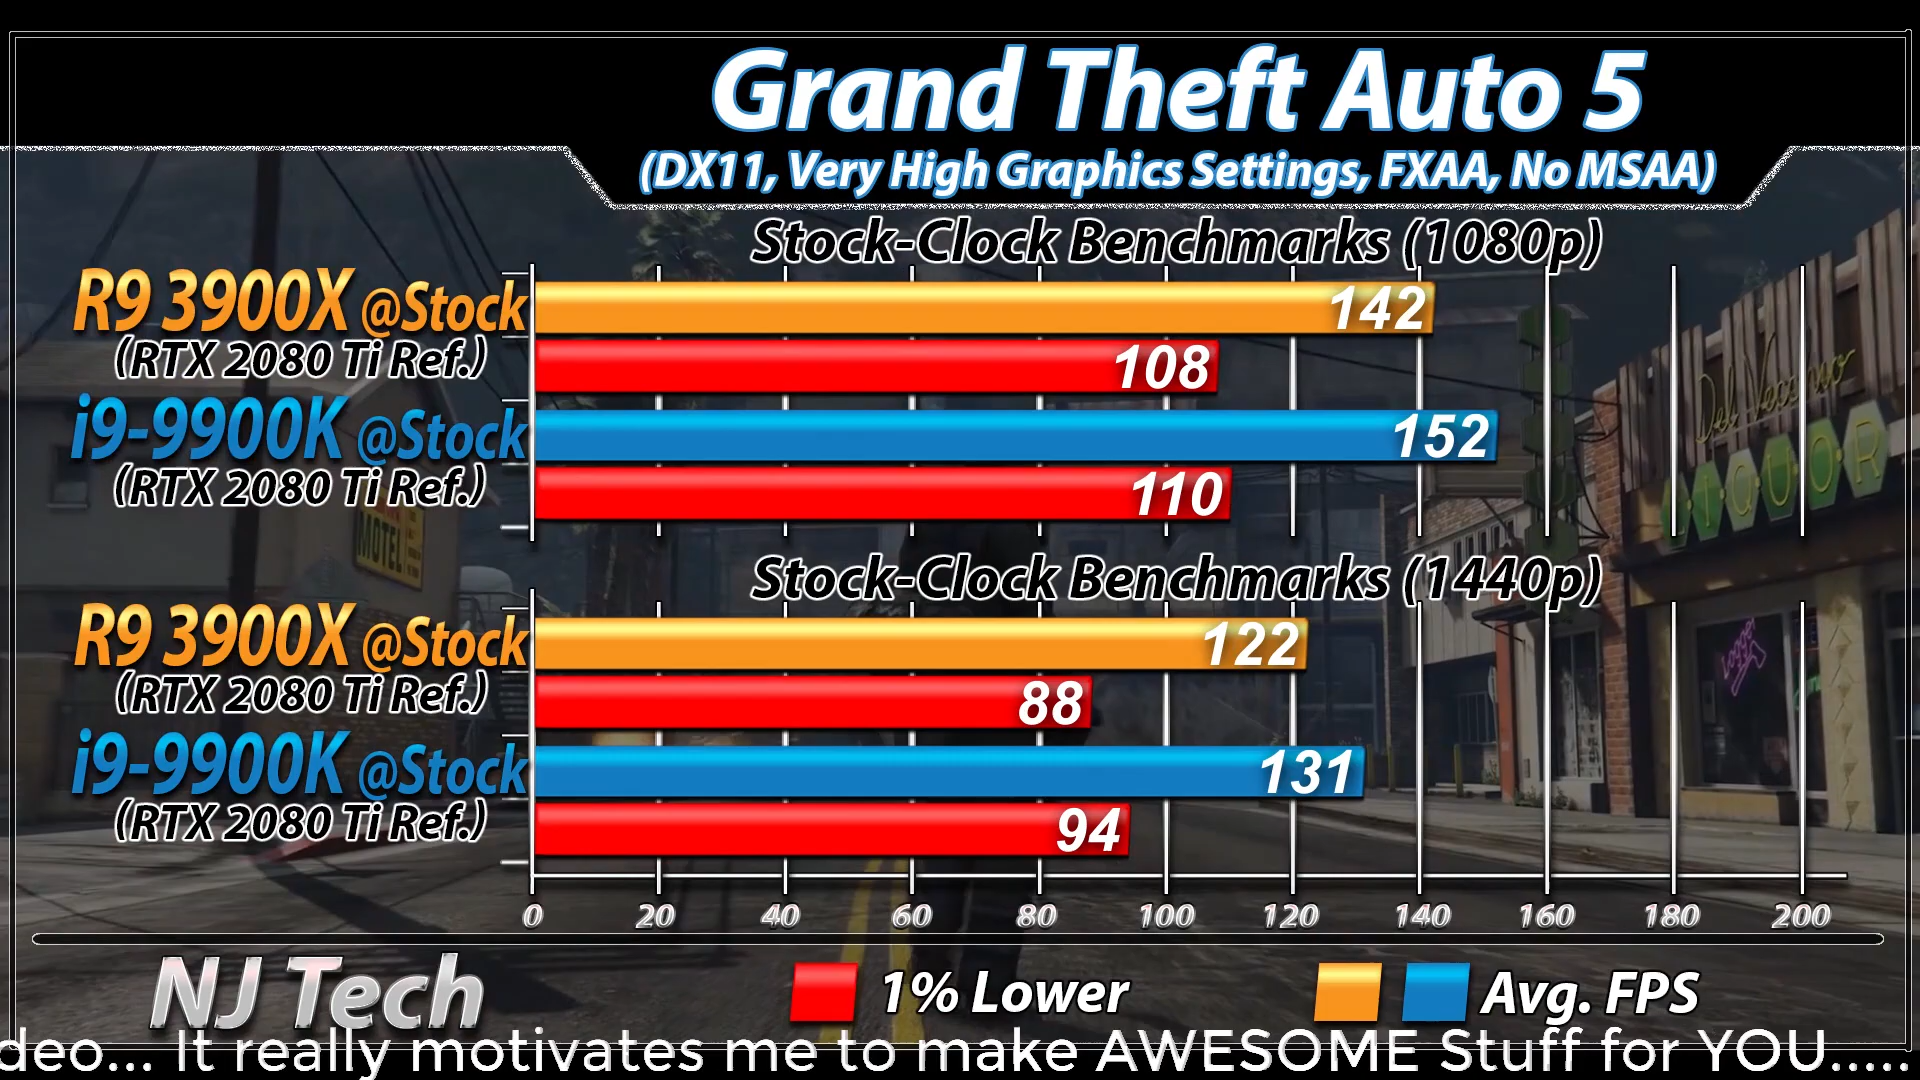 Grand Theft Auto 5
(DX11, Very High Graphics Settings, FXAA, No MSAA)
Stock-Clock Benchmarks (1080p)
R9 3900X @Stock
(RTX 2080 Ti Ref.)
142
108
i9-9900K @Stock
(RTX 2080 Ti Ref.)
152
110
Stock-Clock Benchmarks (1440p)
R9 3900X @Stock
(RTX 2080 Ti Ref.)
122
88
i9-9900K @Stock
(RTX 2080 Ti Ref.)
131
94
0 20 40 60 80 100 120 140 160 180 200
NJ Tech
1% Lower
Avg. FPS
deo... It really motivates me to make AWESOME Stuff for YOU.....
MOTEL
Del Vecchio
LIQUOR